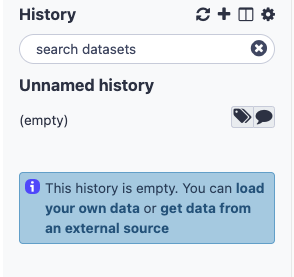 History
search datasets
Unnamed history
(empty)
This history is empty. You can load
your own data or get data from
an external source